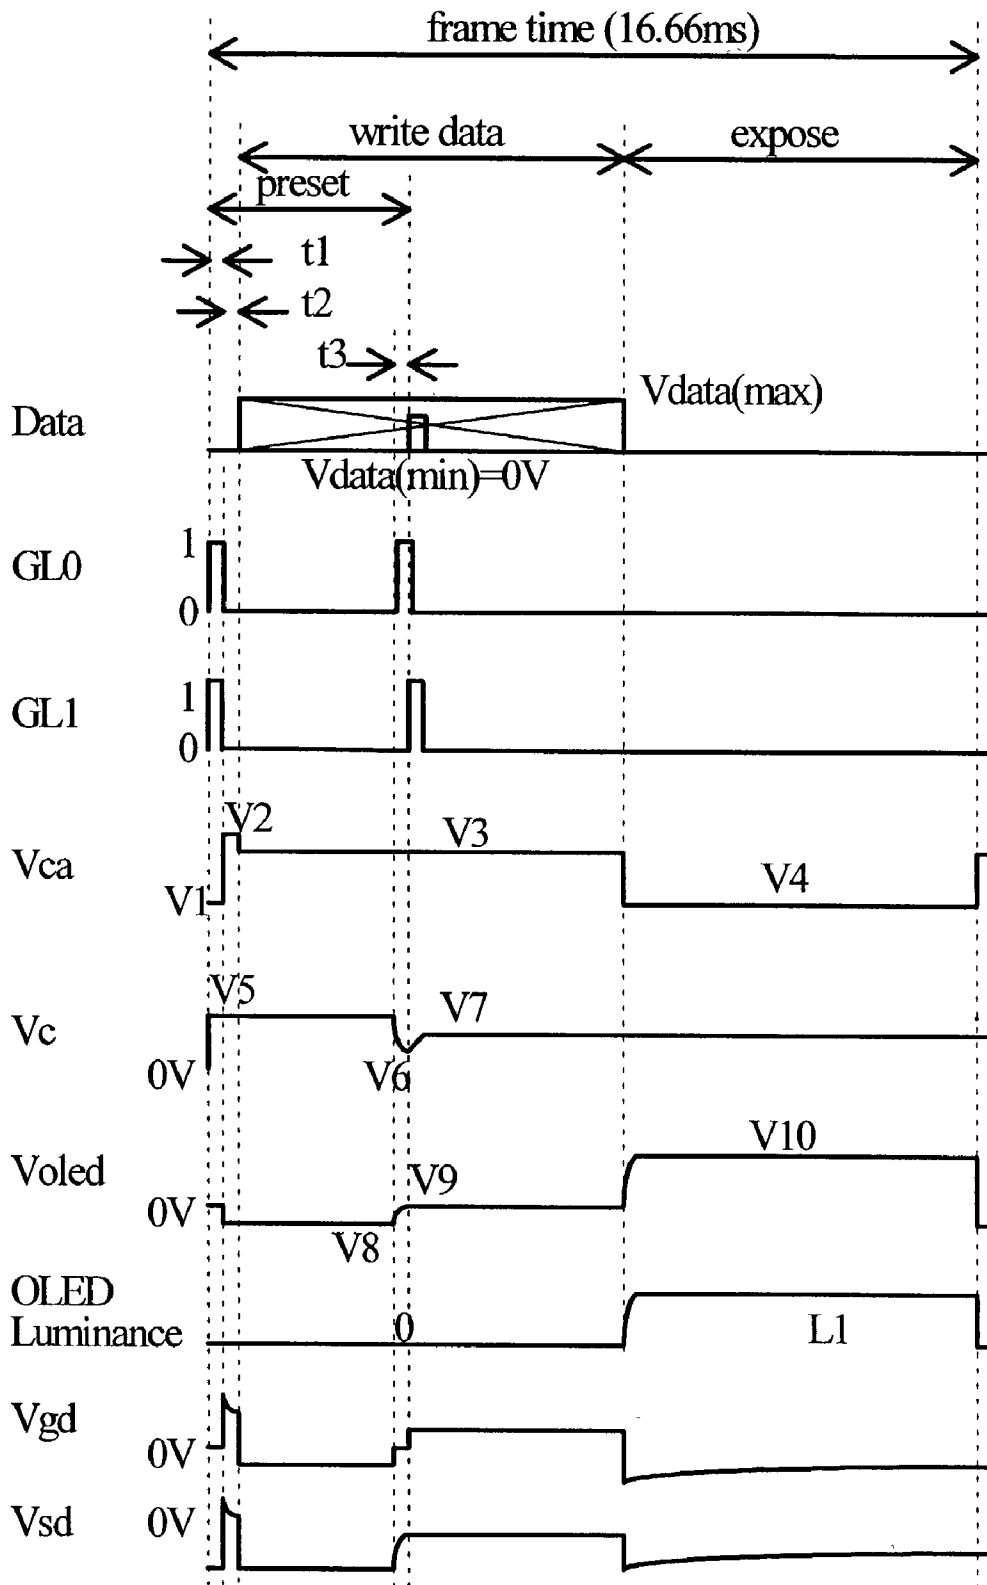 frame time (16.66ms)
write data
expose
preset
t1
t2
t3
Vdata(max)
Data
Vdata(min)=0V
1
GL0
0
1
GL1
0
V2
V3
Vca
V1
V4
V5
V7
Vc
0V
V6
V10
Voled
V9
0V
V8
OLED
Luminance
0
L1
Vgd
0V
Vsd
0V